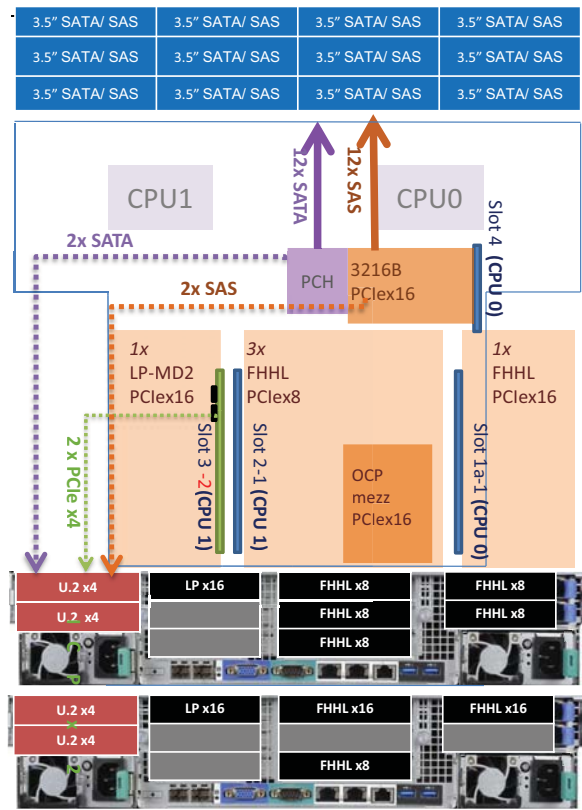 3.5” SATA/ SAS 3.5” SATA/ SAS 3.5” SATA/ SAS 3.5” SATA/ SAS
3.5” SATA/ SAS 3.5” SATA/ SAS 3.5” SATA/ SAS 3.5” SATA/ SAS
3.5” SATA/ SAS 3.5” SATA/ SAS 3.5” SATA/ SAS 3.5” SATA/ SAS
12x SATA
12x SAS
CPU1
CPU0
Slot 4 (CPU 0)
2x SATA
PCH
3216B
PCIex16
2x SAS
1x
LP-MD2
PCIex16
3x
FHHL
PCIex8
1x
FHHL
PCIex16
2 x PCIe x4
Slot 3 -2 (CPU 1)
Slot 2-1 (CPU 1)
Slot 1a-1 (CPU 0)
OCP
mezz
PCIex16
U.2 x4 LP x16 FHHL x8 FHHL x8
U.2 x4 FHHL x8 FHHL x8
FHHL x8
U.2 x4 LP x16 FHHL x16 FHHL x16
U.2 x4
FHHL x8